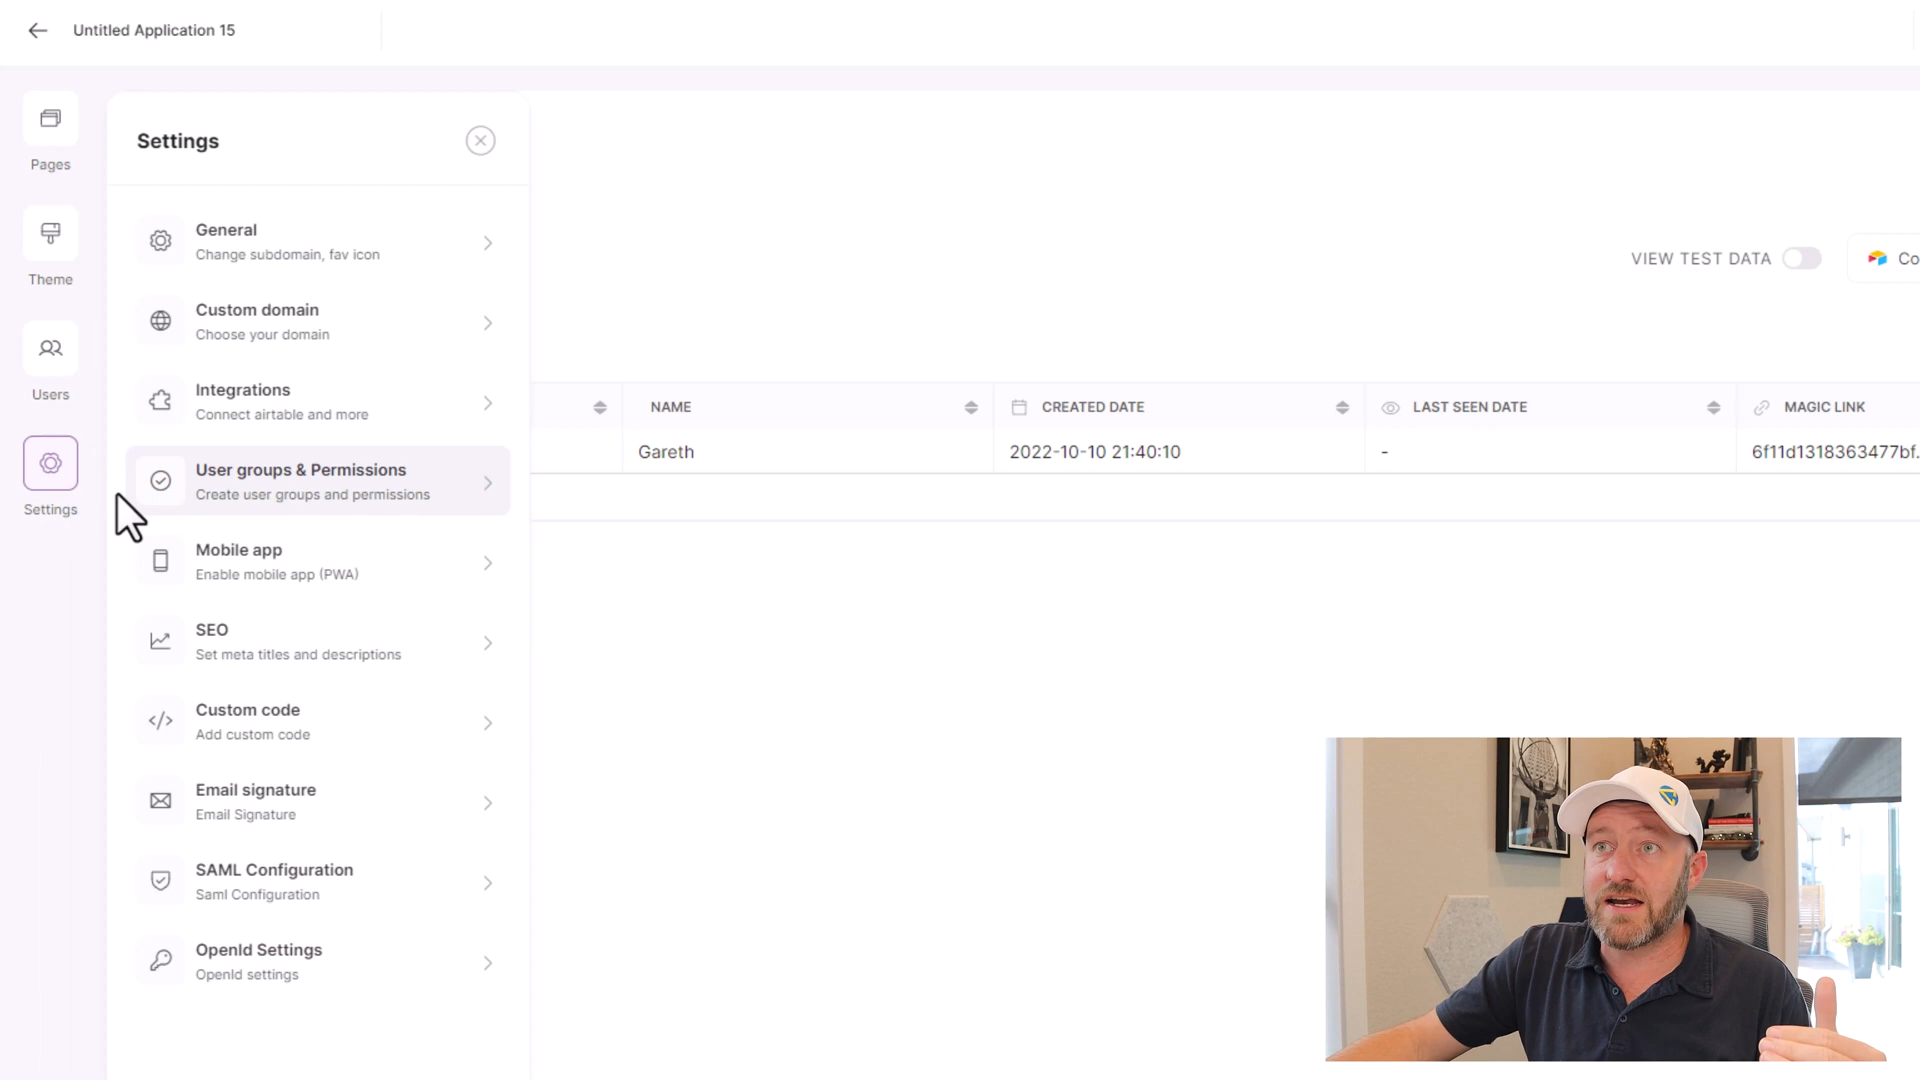 Untitled Application 15
Pages
Theme
Users
Settings
Settings
General
Change subdomain, fav icon
Custom domain
Choose your domain
Integrations
Connect airtable and more
User groups & Permissions
Create user groups and permissions
Mobile app
Enable mobile app (PWA)
SEO
Set meta titles and descriptions
Custom code
Add custom code
Email signature
Email Signature
SAML Configuration
Saml Configuration
OpenId Settings
OpenId settings
VIEW TEST DATA
Co
NAME
CREATED DATE
LAST SEEN DATE
MAGIC LINK
Gareth
2022-10-10 21:40:10
-
6f11d1318363477bf.